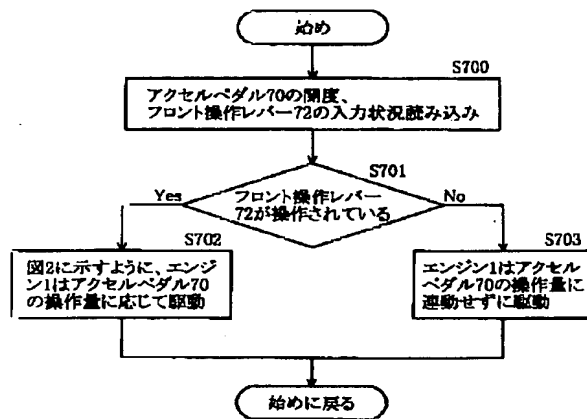 始め
S700
アクセルペダル70の開度、
フロント操作レバー72の入力状況読み込み
S701
フロント操作レバー
72が操作されている
Yes
No
S702
図2に示すように、エンジ
ン1はアクセルペダル70
の操作量に応じて駆動
S703
エンジン1はアクセル
ペダル70の操作量に
連動せずに駆動
始めに戻る